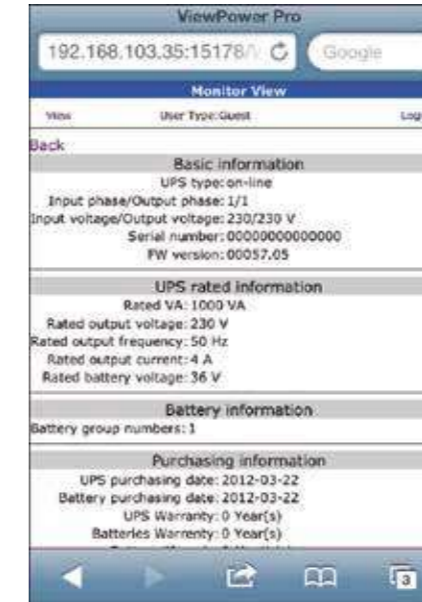 ViewPower Pro
192.168.103.35:15178/
Google
Monitor View
View User Type:Guest Log
Back
Basic information
UPS type: on-line
Input phase/Output phase: 1/1
Input voltage/Output voltage: 230/230 V
Serial number: 00000000000000
FW version: 00057.05
UPS rated information
Rated VA: 1000 VA
Rated output voltage: 230 V
Rated output frequency: 50 Hz
Rated output current: 4 A
Rated battery voltage: 36 V
Battery information
Battery group numbers: 1
Purchasing information
UPS purchasing date: 2012-03-22
Battery purchasing date: 2012-03-22
UPS Warranty: 0 Year(s)
Batteries Warranty: 0 Year(s)
3